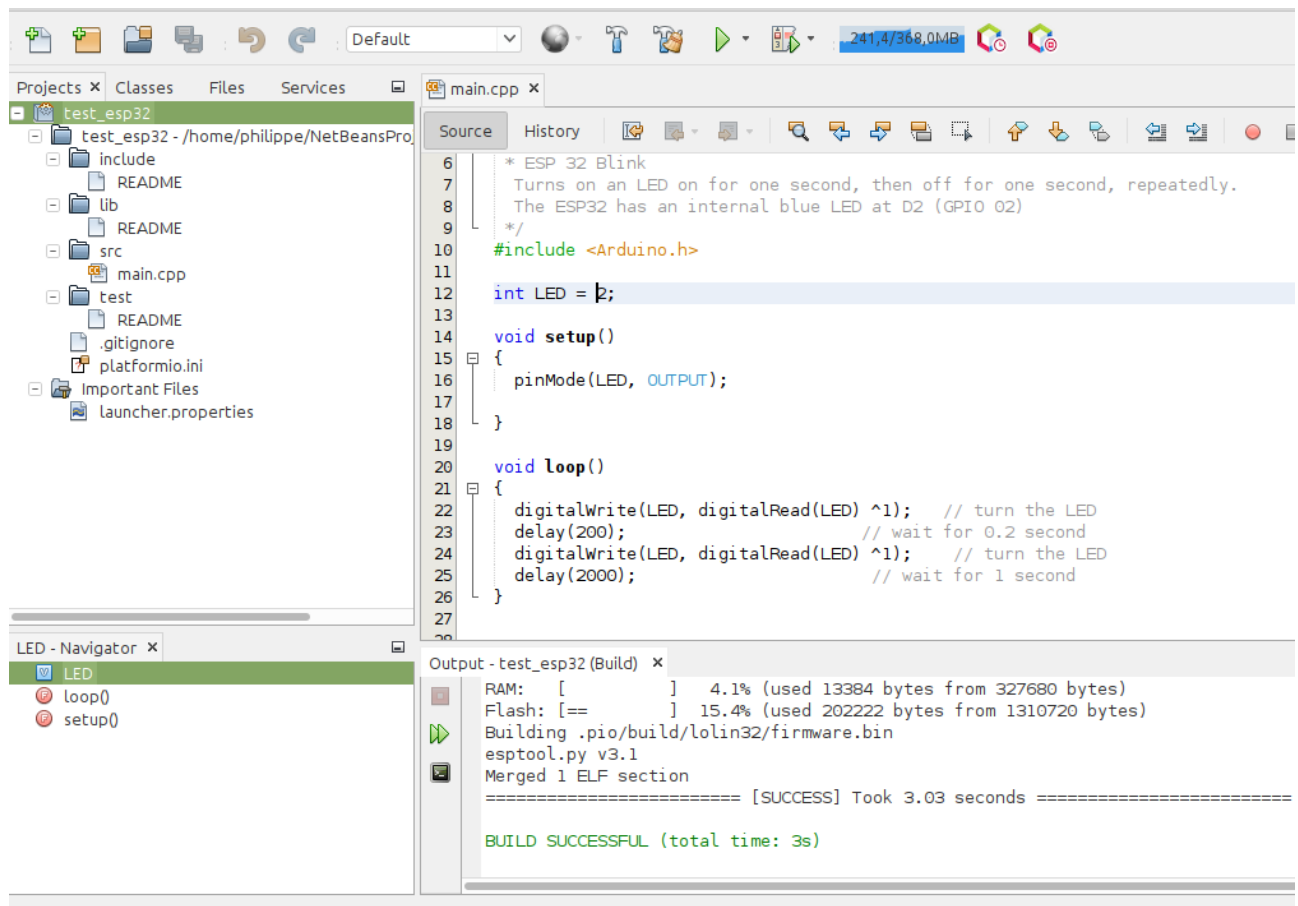 Default
241,4/368,0MB
Projects Classes Files Services
test_esp32
test_esp32 - /home/philippe/NetBeansPro
include
README
lib
README
src
main.cpp
test
README
.gitignore
platformio.ini
Important Files
launcher.properties
LED - Navigator
LED
loop()
setup()
main.cpp
Source History
6 * ESP 32 Blink
7 Turns on an LED on for one second, then off for one second, repeatedly.
8 The ESP32 has an internal blue LED at D2 (GPIO 02)
9 */
10 #include <Arduino.h>
11
12 int LED = 2;
13
14 void setup()
15 {
16 pinMode(LED, OUTPUT);
17
18 }
19
20 void loop()
21 {
22 digitalWrite(LED, digitalRead(LED) ^1); // turn the LED
23 delay(200); // wait for 0.2 second
24 digitalWrite(LED, digitalRead(LED) ^1); // turn the LED
25 delay(2000); // wait for 1 second
26 }
27
Output - test_esp32 (Build)
RAM: [ ] 4.1% (used 13384 bytes from 327680 bytes)
Flash: [== ] 15.4% (used 202222 bytes from 1310720 bytes)
Building .pio/build/lolin32/firmware.bin
esptool.py v3.1
Merged 1 ELF section
========================= [SUCCESS] Took 3.03 seconds =========================
BUILD SUCCESSFUL (total time: 3s)